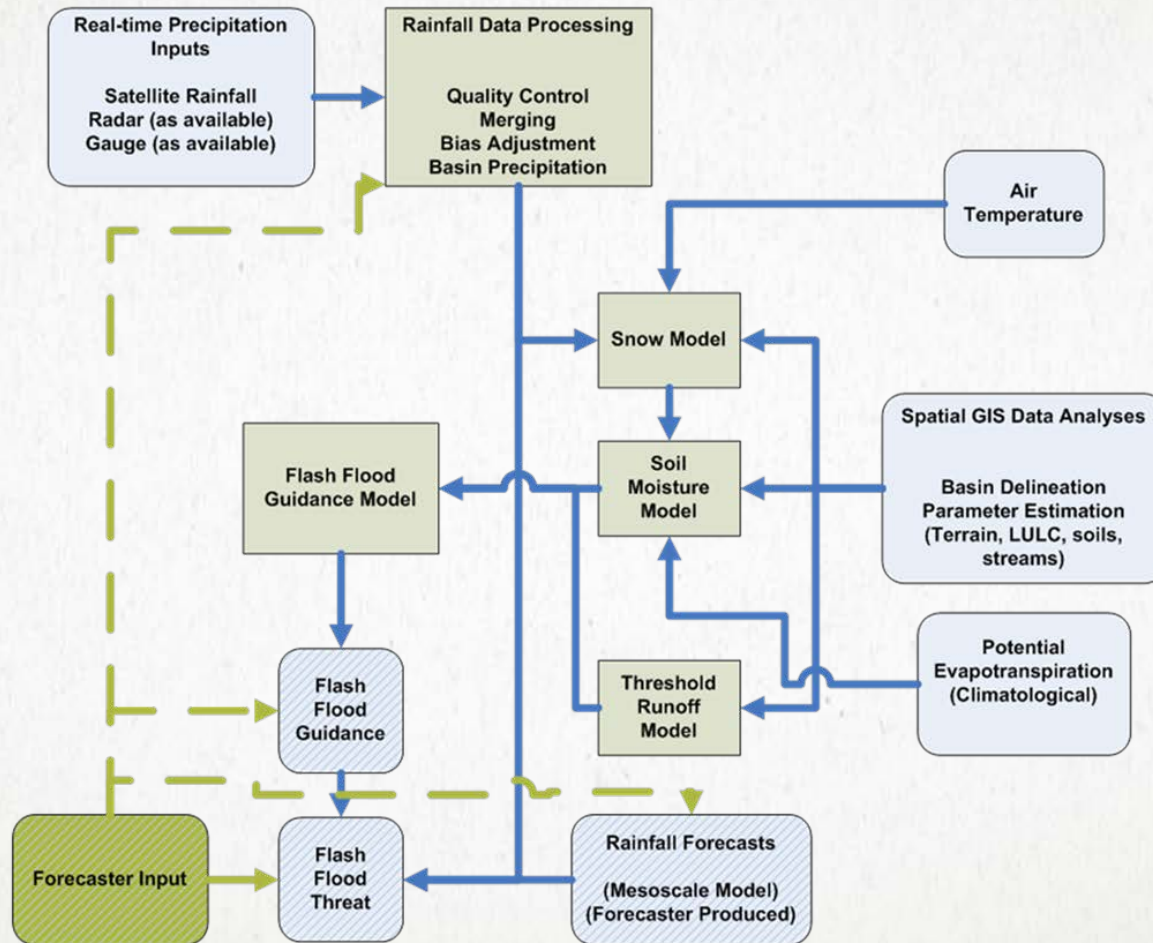 Real-time Precipitation
Inputs
Satellite Rainfall
Radar (as available)
Gauge (as available)
Rainfall Data Processing
Quality Control
Merging
Bias Adjustment
Basin Precipitation
Air
Temperature
Snow Model
Spatial GIS Data Analyses
Basin Delineation
Parameter Estimation
(Terrain, LULC, soils,
streams)
Flash Flood
Guidance Model
Soil
Moisture
Model
Potential
Evapotranspiration
(Climatological)
Flash
Flood
Guidance
Threshold
Runoff
Model
Forecaster Input
Flash
Flood
Threat
Rainfall Forecasts
(Mesoscale Model)
(Forecaster Produced)